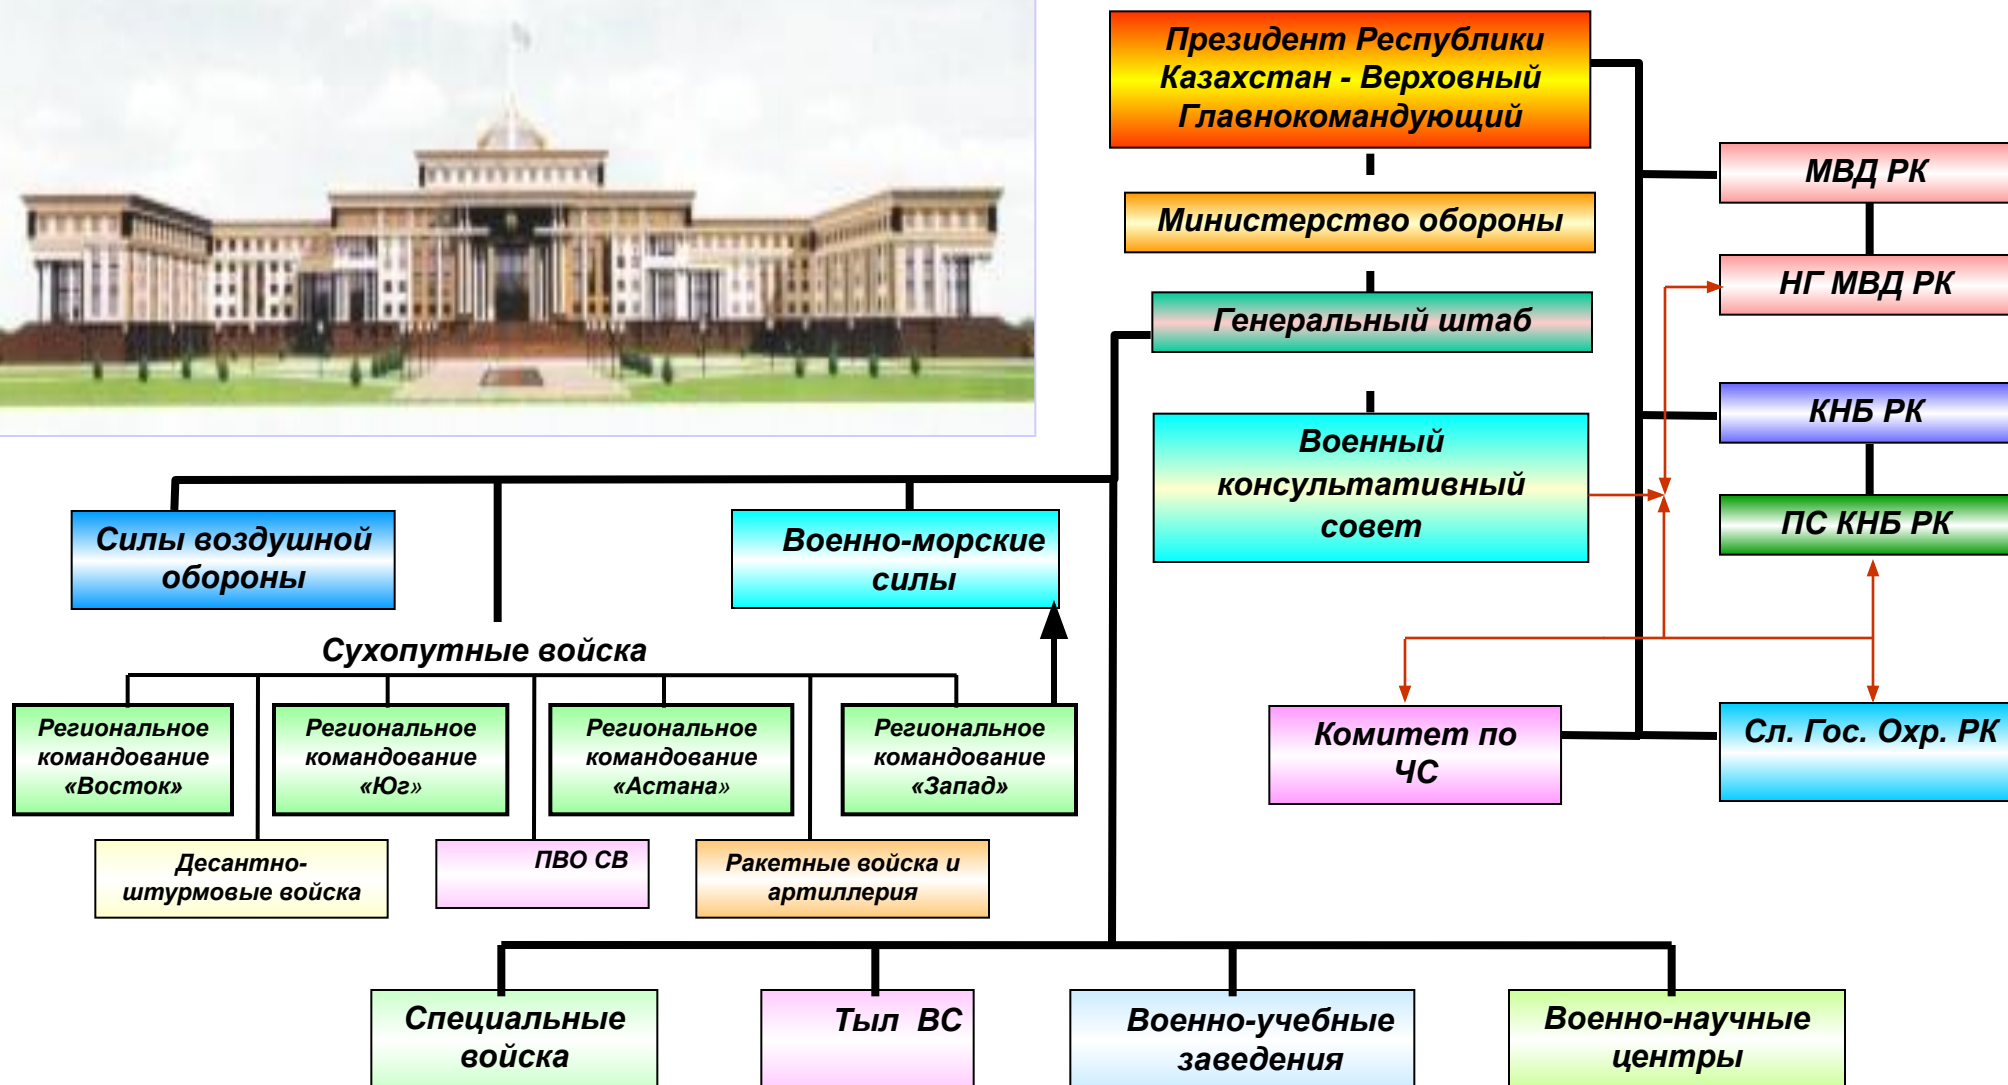 Президент Республики
Казахстан - Верховный
Главнокомандующий
МВД РК
Министерство обороны
НГ МВД РК
Генеральный штаб
КНБ РК
Военный
консультативный
совет
ПС КНБ РК
Силы воздушной
обороны
Военно-морские
силы
Сухопутные войска
Региональное
командование
«Восток»
Региональное
командование
«Юг»
Региональное
командование
«Астана»
Региональное
командование
«Запад»
Комитет по
ЧС
Сл. Гос. Охр. РК
Десантно-
штурмовые войска
ПВО СВ
Ракетные войска и
артиллерия
Специальные
войска
Тыл ВС
Военно-учебные
заведения
Военно-научные
центры